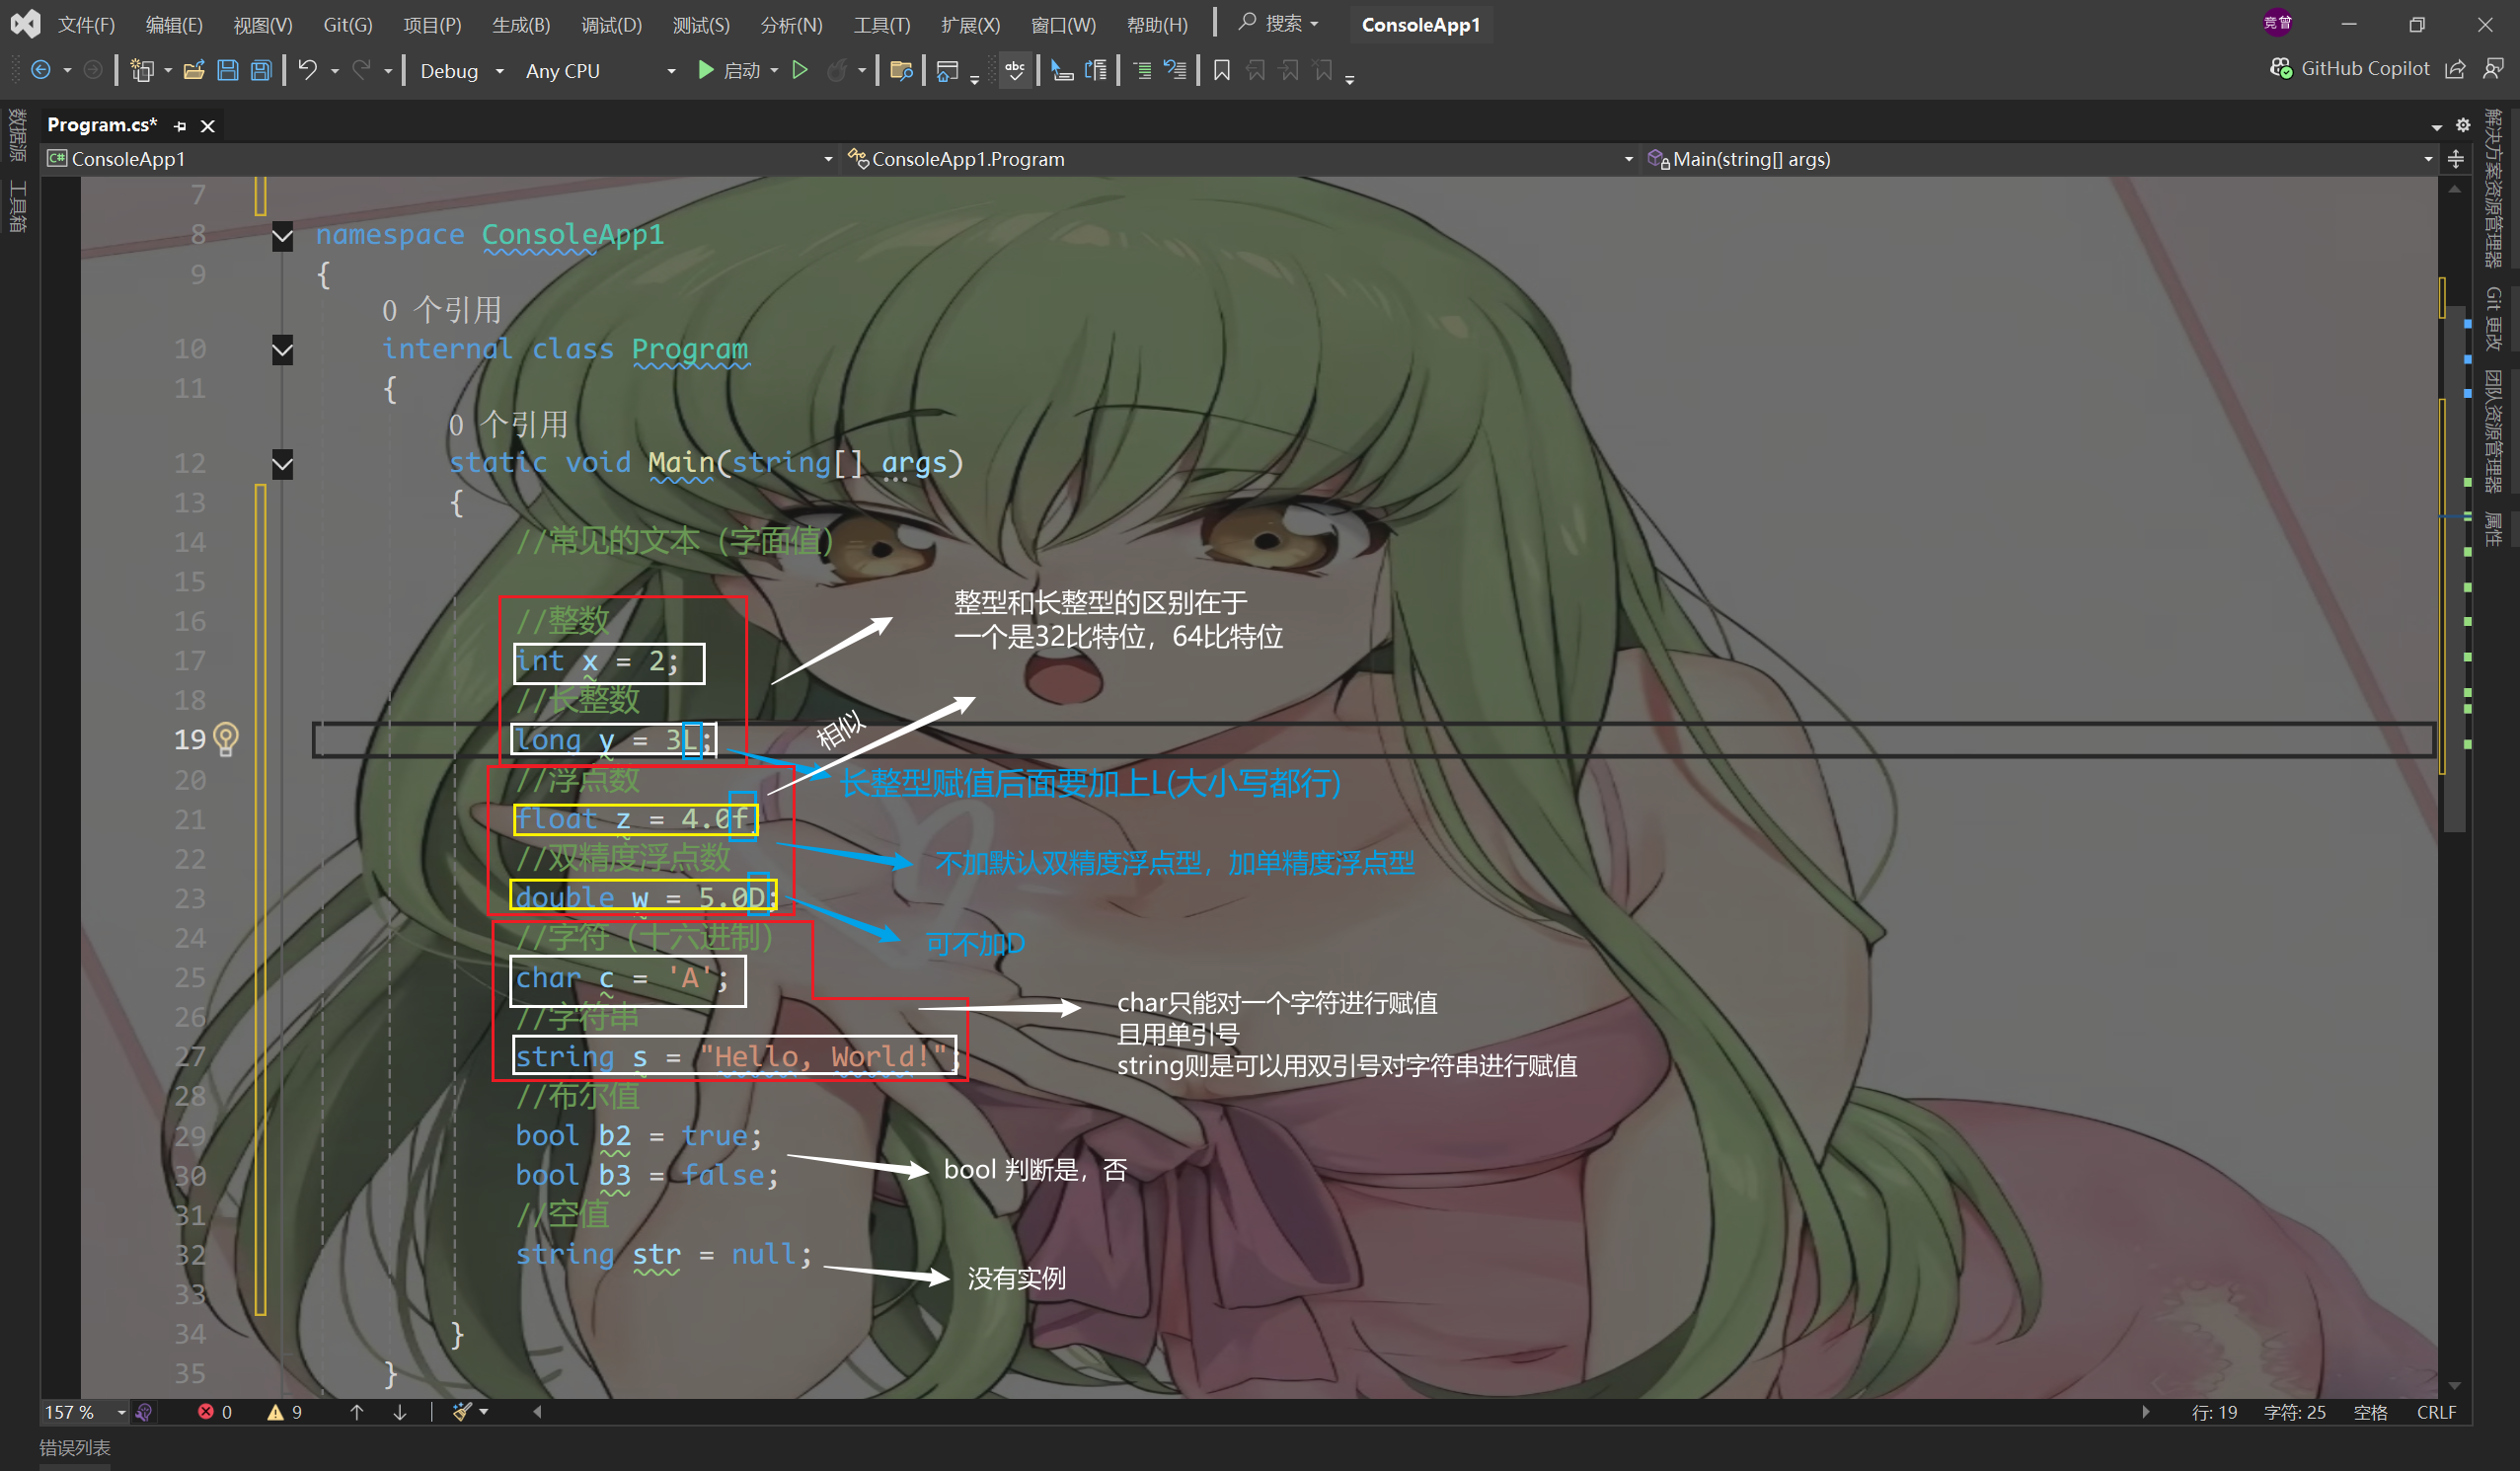 文件(F) 编辑(E) 视图(V) Git(G) 项目(P) 生成(B) 调试(D) 测试(S) 分析(N) 工具(T) 扩展(X) 窗口(W) 帮助(H) 搜索 ConsoleApp1 竞曾
Debug Any CPU 启动 abc GitHub Copilot
数据源
工具箱
Program.cs*
C# ConsoleApp1 ConsoleApp1.Program Main(string[] args)
解决方案资源管理器
Git 更改
团队资源管理器
属性
7
8 namespace ConsoleApp1
9 {
0 个引用
10 internal class Program
11 {
0 个引用
12 static void Main(string[] args)
13 {
14 //常见的文本（字面值）
15
16 //整数
整型和长整型的区别在于
一个是32比特位，64比特位
17 int x = 2;
18 //长整数
相似
19 long y = 3L;
20 //浮点数
长整型赋值后面要加上L(大小写都行)
21 float z = 4.0f;
22 //双精度浮点数
不加默认双精度浮点型，加单精度浮点型
23 double w = 5.0D;
24 //字符（十六进制）
可不加D
25 char c = 'A';
26 //字符串
char只能对一个字符进行赋值
且用单引号
string则是可以用双引号对字符串进行赋值
27 string s = "Hello, World!";
28 //布尔值
29 bool b2 = true;
30 bool b3 = false;
bool 判断是，否
31 //空值
32 string str = null;
没有实例
33
34 }
35 }
157 % 0 9 行: 19 字符: 25 空格 CRLF
错误列表